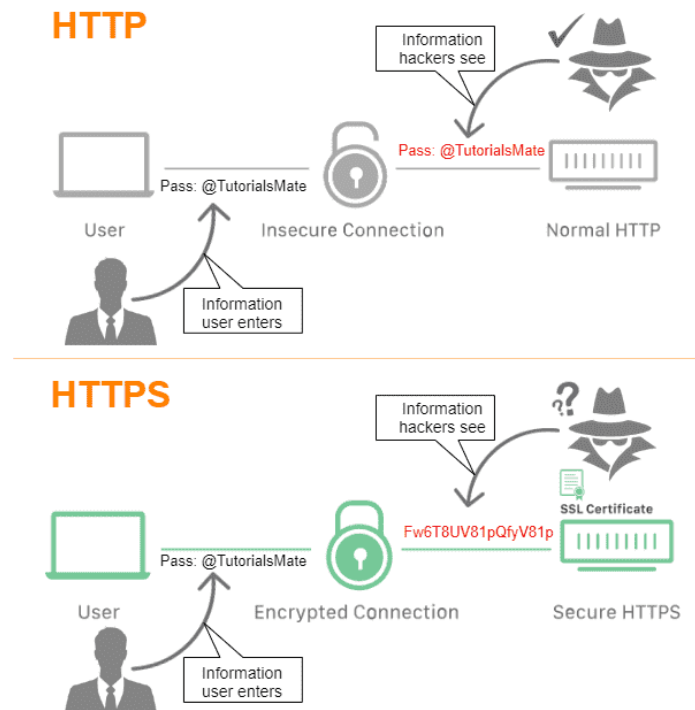 HTTP
Information
hackers see
Pass: @TutorialsMate
Pass: @TutorialsMate
User
Insecure Connection
Normal HTTP
Information
user enters
HTTPS
Information
hackers see
SSL Certificate
Fw6T8UV81pQfyV81p
Pass: @TutorialsMate
User
Encrypted Connection
Secure HTTPS
Information
user enters